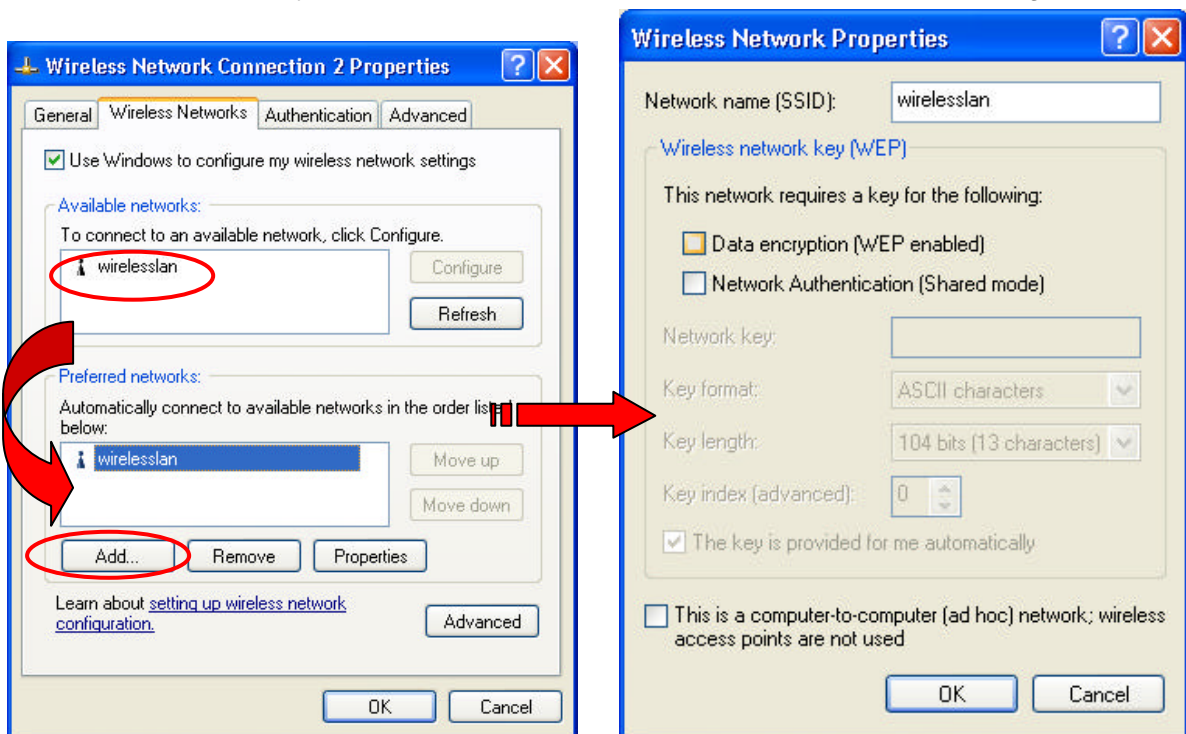 Wireless Network Connection 2 Properties
General Wireless Networks Authentication Advanced
Use Windows to configure my wireless network settings
Available networks:
To connect to an available network, click Configure.
wirelesslan
Configure
Refresh
Preferred networks:
Automatically connect to available networks in the order listed
below:
wirelesslan
Move up
Move down
Add... Remove Properties
Learn about setting up wireless network
configuration.
Advanced
OK Cancel
Wireless Network Properties
Network name (SSID): wirelesslan
Wireless network key (WEP)
This network requires a key for the following:
Data encryption (WEP enabled)
Network Authentication (Shared mode)
Network key:
Key format: ASCII characters
Key length: 104 bits (13 characters)
Key index (advanced): 0
The key is provided for me automatically
This is a computer-to-computer (ad hoc) network; wireless
access points are not used
OK Cancel